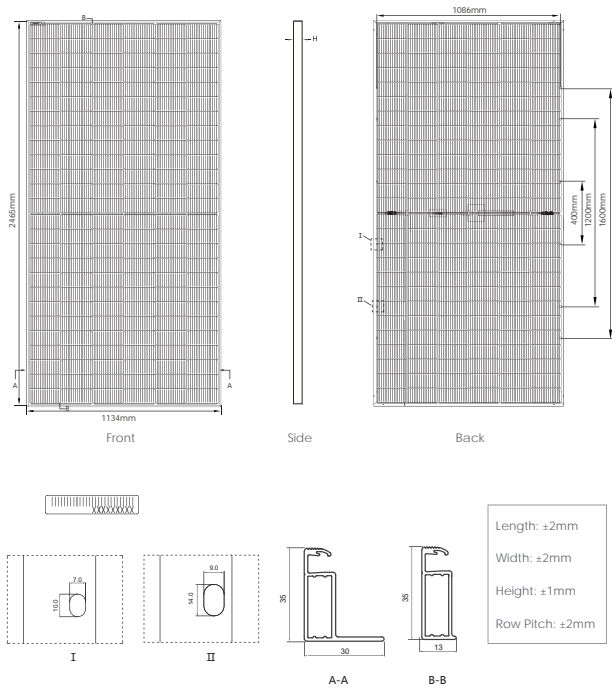 1086mm
B
H
2465mm
400mm
1200mm
1600mm
I
II
A
A
B
1134mm
Front
Side
Back
Length: ±2mm
Width: ±2mm
Height: ±1mm
Row Pitch: ±2mm
7.0
10.0
9.0
14.0
35
30
35
13
I
II
A-A
B-B